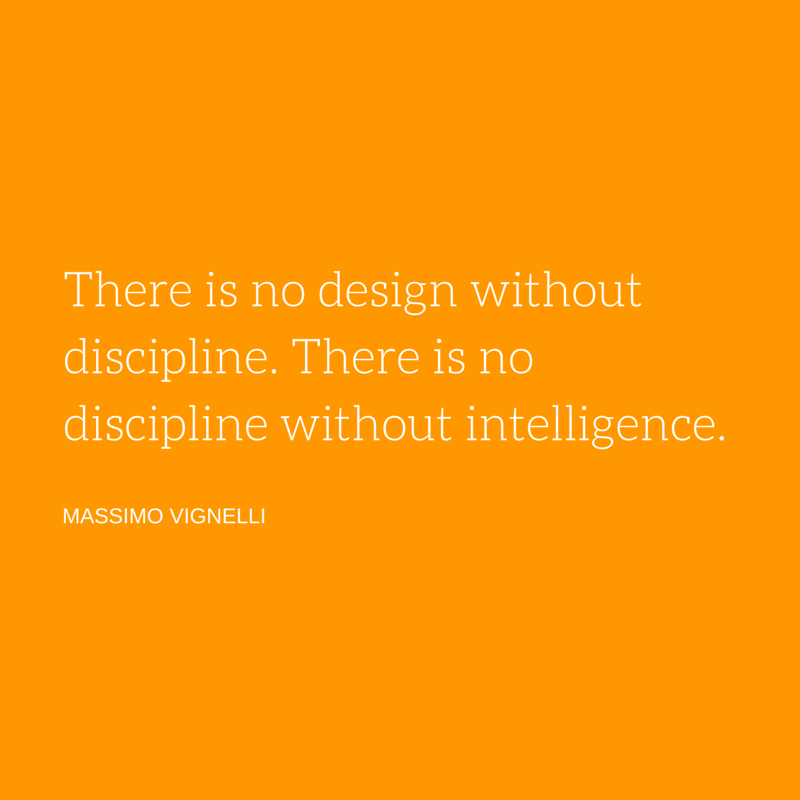 There is no design without
discipline. There is no
discipline without intelligence.
MASSIMO VIGNELLI